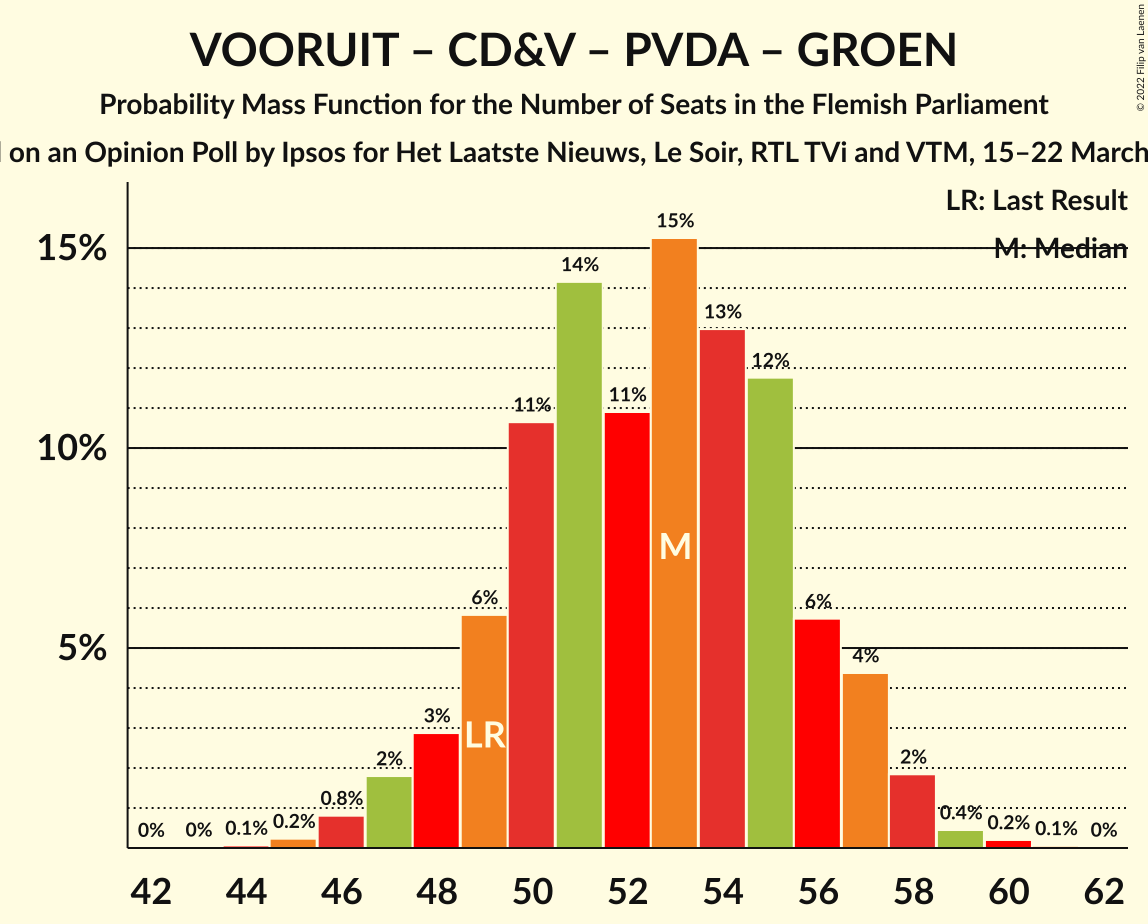 VOORUIT – CD&V – PVDA – GROEN
Probability Mass Function for the Number of Seats in the Flemish Parliament
on an Opinion Poll by Ipsos for Het Laatste Nieuws, Le Soir, RTL TVi and VTM, 15–22 March
© 2022 Filip van Laenen
LR: Last Result
M: Median
15%
10%
5%
0% 0% 0.1% 0.2% 0.8% 2% 3% 6% 11% 14% 11% 15% 13% 12% 6% 4% 2% 0.4% 0.2% 0.1% 0%
M
LR
42 44 46 48 50 52 54 56 58 60 62